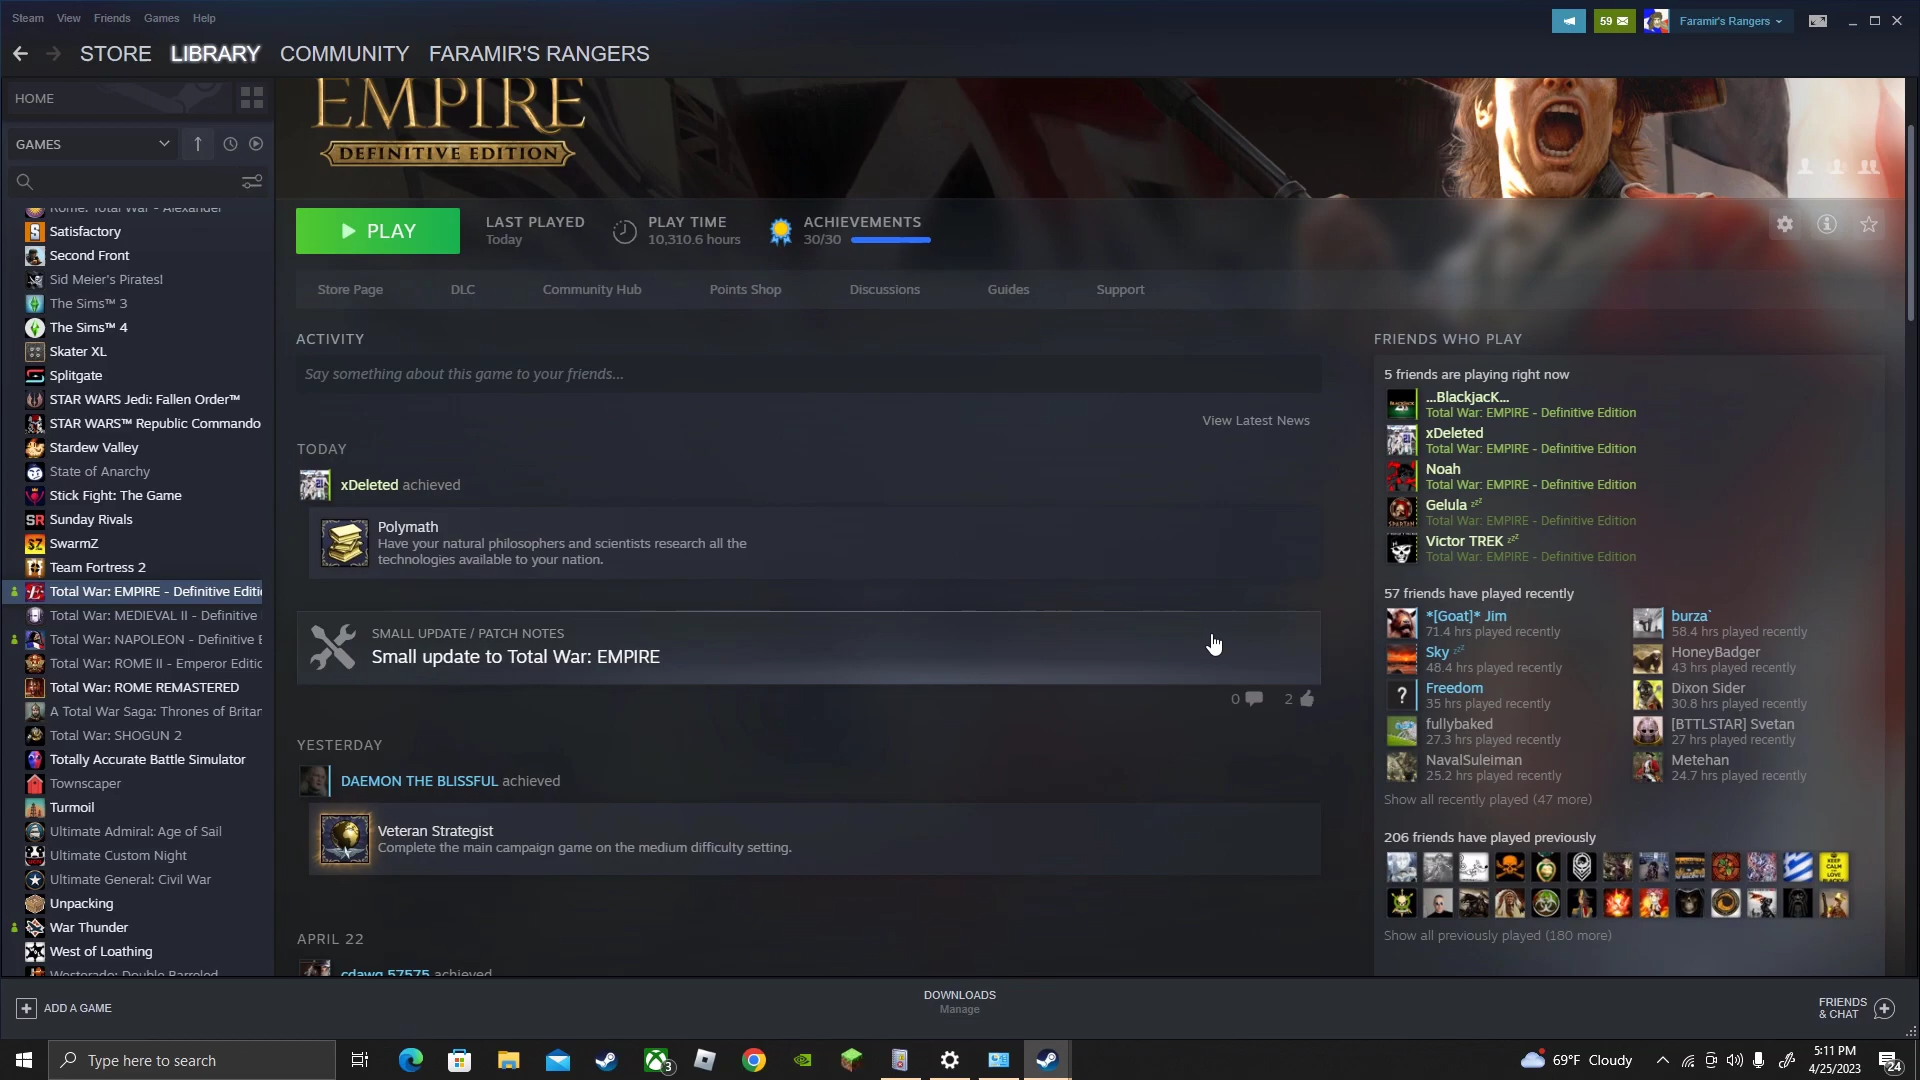 Steam View Friends Games Help
59
Faramir's Rangers
STORE LIBRARY COMMUNITY FARAMIR'S RANGERS
HOME
GAMES
Rome: Total War - Alexander
Satisfactory
Second Front
Sid Meier's Pirates!
The Sims™ 3
The Sims™ 4
Skater XL
Splitgate
STAR WARS Jedi: Fallen Order™
STAR WARS™ Republic Commando
Stardew Valley
State of Anarchy
Stick Fight: The Game
Sunday Rivals
SwarmZ
Team Fortress 2
Total War: EMPIRE - Definitive Editi
Total War: MEDIEVAL II - Definitive
Total War: NAPOLEON - Definitive E
Total War: ROME II - Emperor Editic
Total War: ROME REMASTERED
A Total War Saga: Thrones of Britar
Total War: SHOGUN 2
Totally Accurate Battle Simulator
Townscaper
Turmoil
Ultimate Admiral: Age of Sail
Ultimate Custom Night
Ultimate General: Civil War
Unpacking
War Thunder
West of Loathing
Westerado: Double Barreled
EMPIRE
DEFINITIVE EDITION
PLAY
LAST PLAYED
Today
PLAY TIME
10,310.6 hours
ACHIEVEMENTS
30/30
Store Page DLC Community Hub Points Shop Discussions Guides Support
ACTIVITY
Say something about this game to your friends...
View Latest News
TODAY
xDeleted achieved
Polymath
Have your natural philosophers and scientists research all the
technologies available to your nation.
SMALL UPDATE / PATCH NOTES
Small update to Total War: EMPIRE
0 2
YESTERDAY
DAEMON THE BLISSFUL achieved
Veteran Strategist
Complete the main campaign game on the medium difficulty setting.
APRIL 22
cdawg 57575 achieved
FRIENDS WHO PLAY
5 friends are playing right now
...BlackjacK...
Total War: EMPIRE - Definitive Edition
xDeleted
Total War: EMPIRE - Definitive Edition
Noah
Total War: EMPIRE - Definitive Edition
Gelula zzz
Total War: EMPIRE - Definitive Edition
Victor TREK zzz
Total War: EMPIRE - Definitive Edition
57 friends have played recently
*[Goat]* Jim
71.4 hrs played recently
burza`
58.4 hrs played recently
Sky zzz
48.4 hrs played recently
HoneyBadger
43 hrs played recently
Freedom
35 hrs played recently
Dixon Sider
30.8 hrs played recently
fullybaked
27.3 hrs played recently
[BTTLSTAR] Svetan
27 hrs played recently
NavalSuleiman
25.2 hrs played recently
Metehan
24.7 hrs played recently
Show all recently played (47 more)
206 friends have played previously
Show all previously played (180 more)
ADD A GAME
DOWNLOADS
Manage
FRIENDS
& CHAT
Type here to search
3
69°F Cloudy
5:11 PM
4/25/2023
24